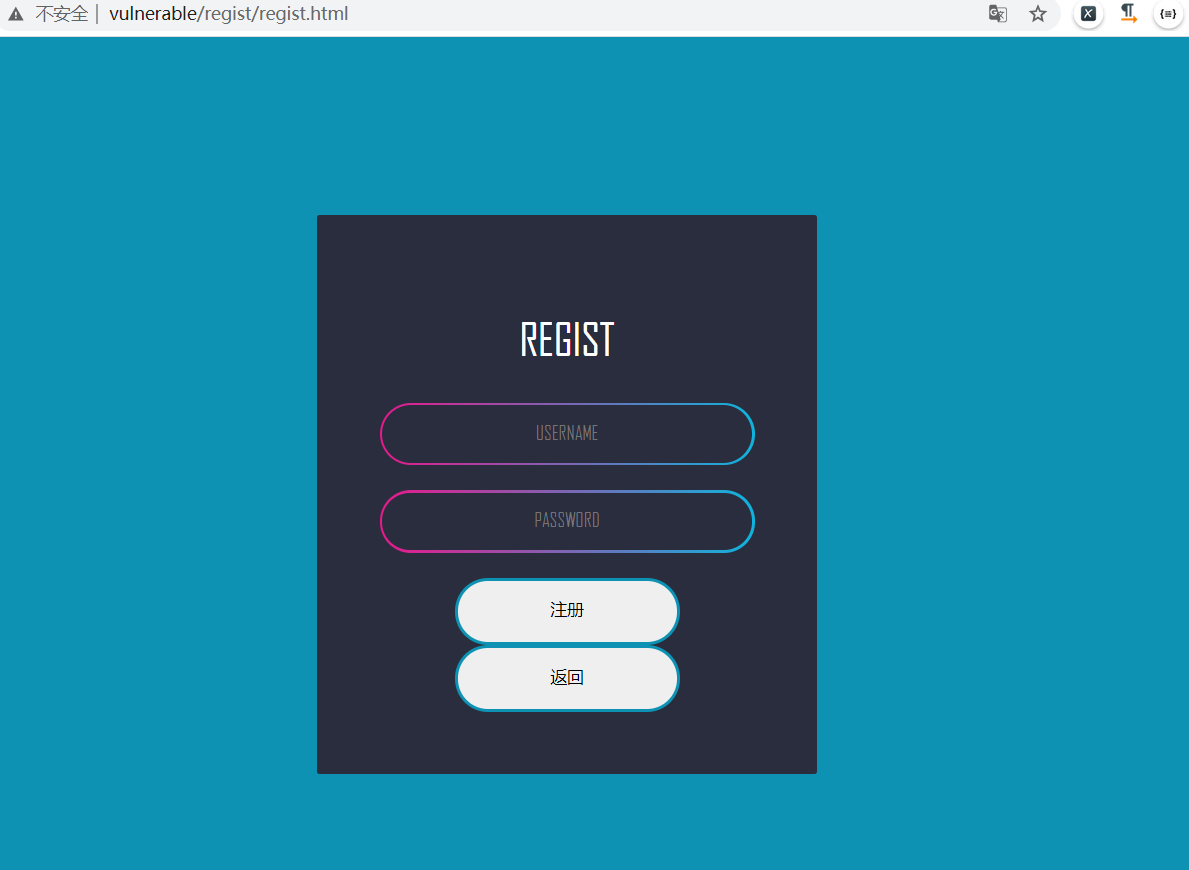 不安全 | vulnerable/regist/regist.html
REGIST
USERNAME
PASSWORD
注册
返回